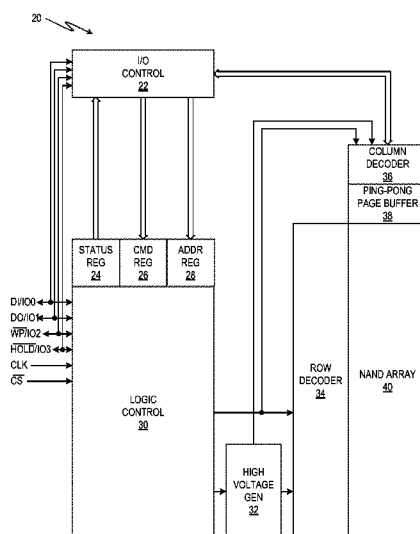 20
I/O
CONTROL
22
COLUMN
DECODER
36
PING-PONG
PAGE BUFFER
38
STATUS
REG
24
CMD
REG
26
ADDR
REG
28
DI/IO0
DO/IO1
WP/IO2
HOLD/IO3
CLK
CS
LOGIC
CONTROL
30
ROW DECODER
34
NAND ARRAY
40
HIGH
VOLTAGE
GEN
32